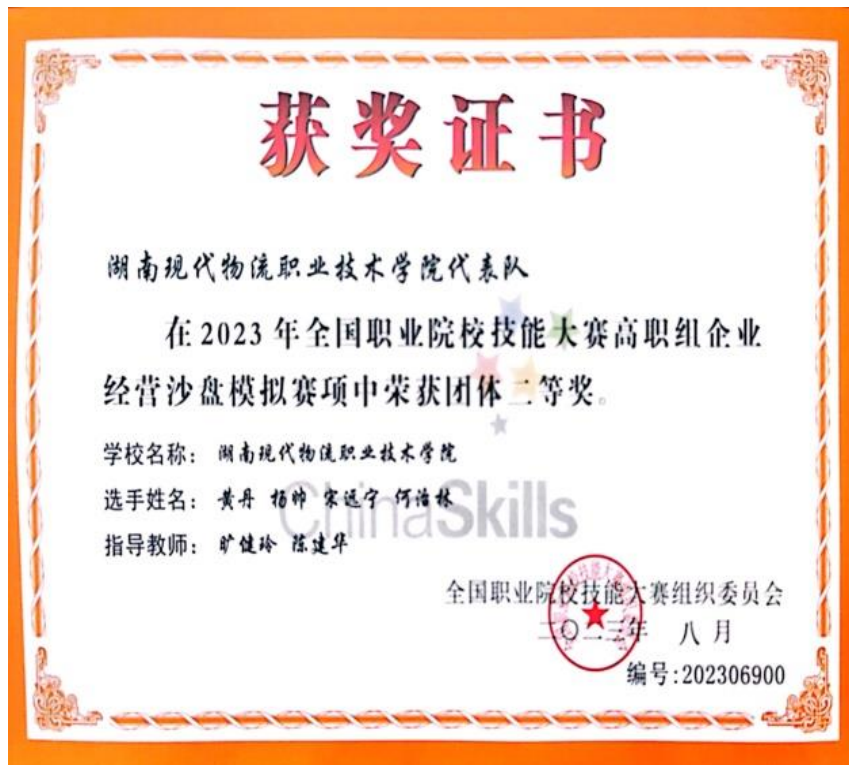 获奖证书
湖南现代物流职业技术学院代表队
在2023年全国职业院校技能大赛高职组企业
经营沙盘模拟赛项中荣获团体二等奖。
学校名称：湖南现代物流职业技术学院
选手姓名：黄丹 杨帅 宋远宁 何治林
指导教师：旷健玲 陈建华
ChinaSkills
全国职业院校技能大赛组织委员会
二〇二三年 八月
编号:202306900